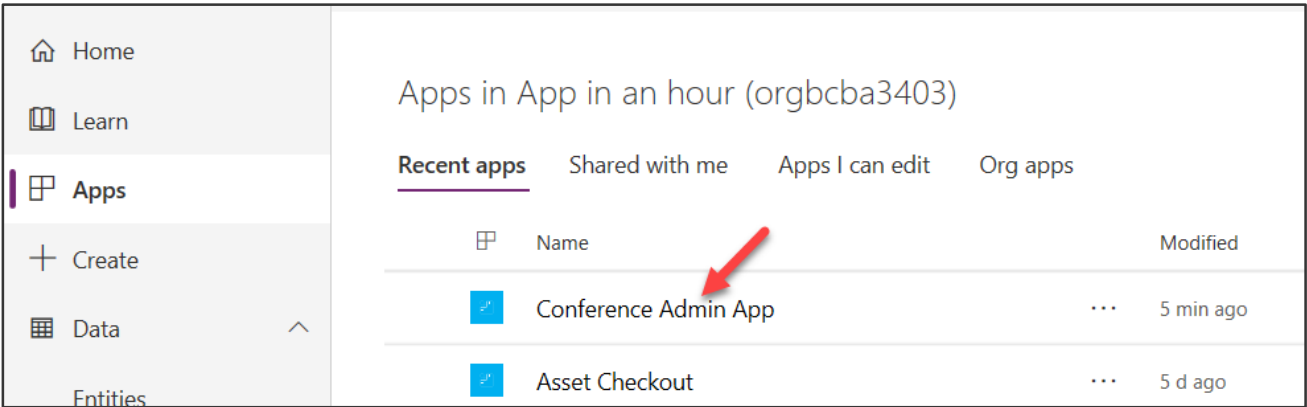 Home
Learn
Apps
Create
Data
Entities
Apps in App in an hour (orgbcba3403)
Recent apps Shared with me Apps I can edit Org apps
Name Modified
Conference Admin App ... 5 min ago
Asset Checkout ... 5 d ago